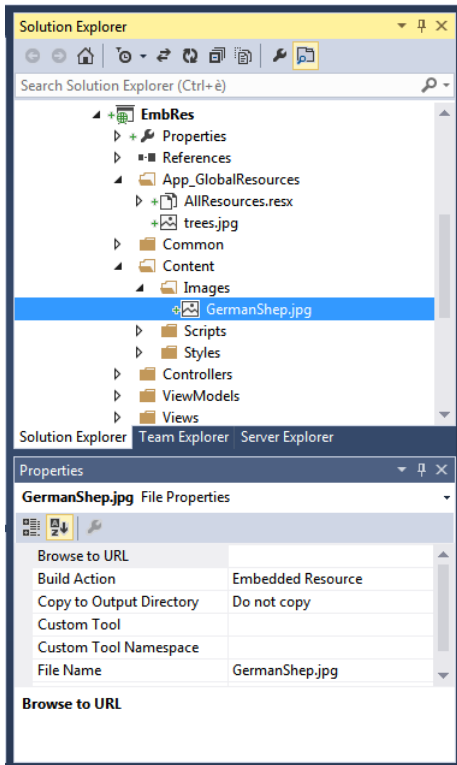 Solution Explorer
Search Solution Explorer (Ctrl+è)
EmbRes
Properties
References
App_GlobalResources
AllResources.resx
trees.jpg
Common
Content
Images
GermanShep.jpg
Scripts
Styles
Controllers
ViewModels
Views
Solution Explorer Team Explorer Server Explorer
Properties
GermanShep.jpg File Properties
Browse to URL
Build Action Embedded Resource
Copy to Output Directory Do not copy
Custom Tool
Custom Tool Namespace
File Name GermanShep.jpg
Browse to URL